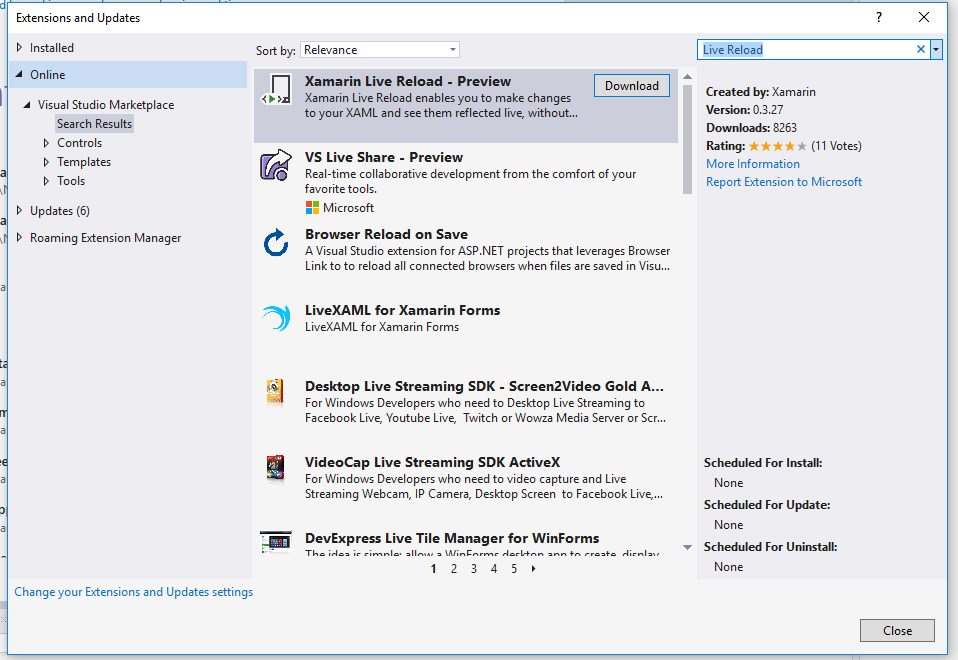 Extensions and Updates
?
Installed
Online
Visual Studio Marketplace
Search Results
Controls
Templates
Tools
Updates (6)
Roaming Extension Manager
Change your Extensions and Updates settings
Sort by: Relevance
Xamarin Live Reload - Preview
Xamarin Live Reload enables you to make changes
to your XAML and see them reflected live, without...
Download
VS Live Share - Preview
Real-time collaborative development from the comfort of your
favorite tools.
Microsoft
Browser Reload on Save
A Visual Studio extension for ASP.NET projects that leverages Browser
Link to to reload all connected browsers when files are saved in Visu...
LiveXAML for Xamarin Forms
LiveXAML for Xamarin Forms
Desktop Live Streaming SDK - Screen2Video Gold A...
For Windows Developers who need to Desktop Live Streaming to
Facebook Live, Youtube Live, Twitch or Wowza Media Server or Scr...
VideoCap Live Streaming SDK ActiveX
For Windows Developers who need to video capture and Live
Streaming Webcam, IP Camera, Desktop Screen to Facebook Live,...
DevExpress Live Tile Manager for WinForms
The idea is simple: allow a WinForms desktop app to create, display
1 2 3 4 5
Live Reload
Created by: Xamarin
Version: 0.3.27
Downloads: 8263
Rating: (11 Votes)
More Information
Report Extension to Microsoft
Scheduled For Install:
None
Scheduled For Update:
None
Scheduled For Uninstall:
None
Close